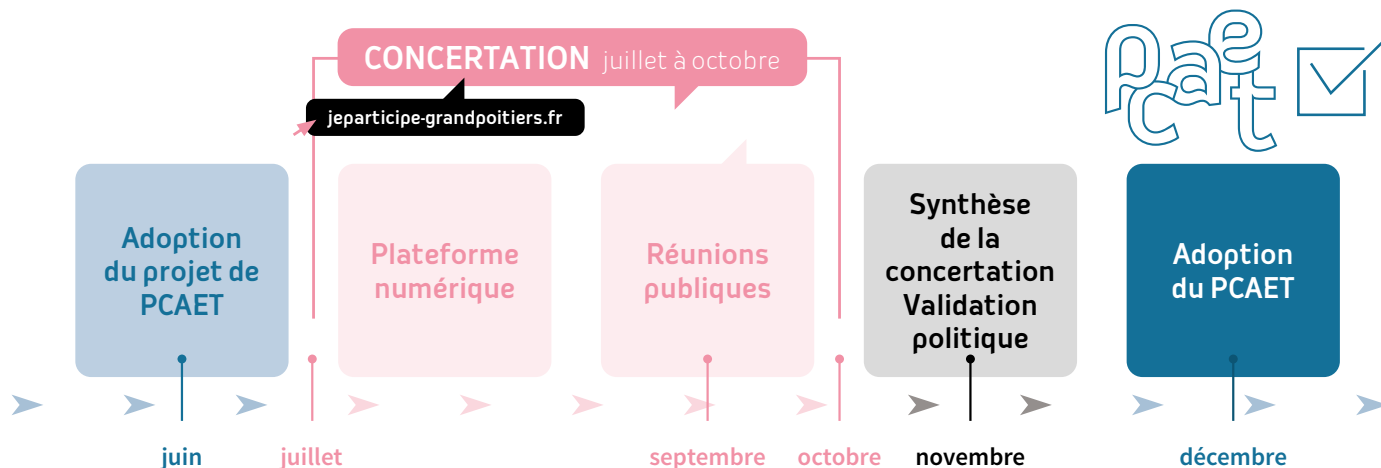 CONCERTATION juillet à octobre
pcaet
jeparticipe-grandpoitiers.fr
Adoption
du projet de
PCAET
Plateforme
numérique
Réunions
publiques
Synthèse
de la
concertation
Validation
politique
Adoption
du PCAET
juin
juillet
septembre
octobre
novembre
décembre